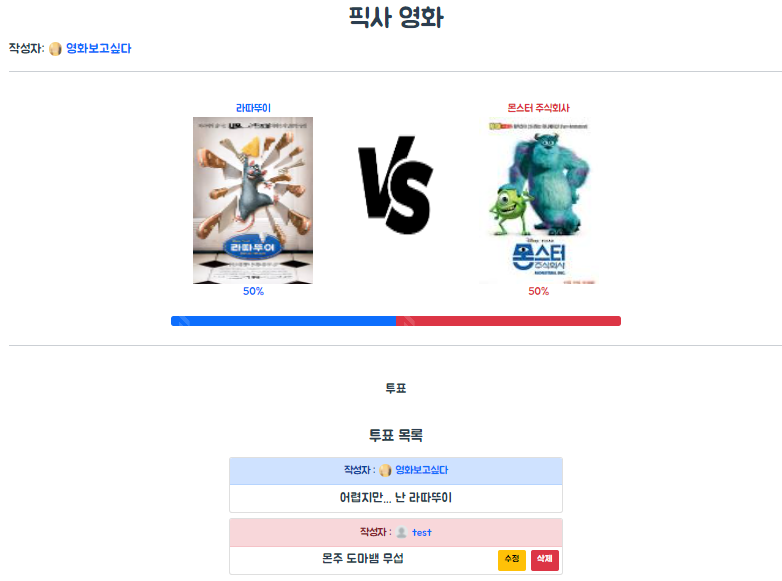 픽사 영화
작성자: 영화보고싶다
라따뚜이
몬스터 주식회사
VS
라따뚜이
몬스터
주식회사
50%
50%
투표
투표 목록
작성자 : 영화보고싶다
어렵지만... 난 라따뚜이
작성자 : test
몬주 도마뱀 무섭
수정 삭제